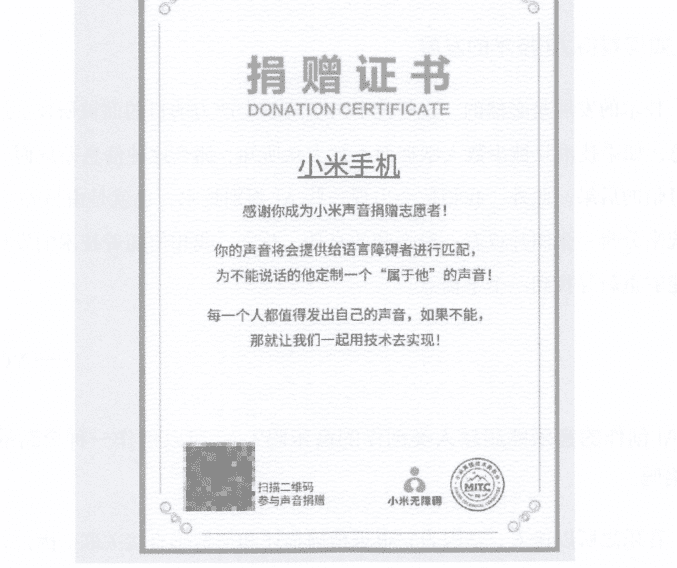 捐赠证书
DONATION CERTIFICATE
小米手机
感谢你成为小米声音捐赠志愿者！
你的声音将会提供给语言障碍者进行匹配，
为不能说话的他定制一个“属于他”的声音！
每一个人都值得发出自己的声音，如果不能，
那就让我们一起用技术去实现！
扫描二维码
参与声音捐赠
小米无障碍
MITC